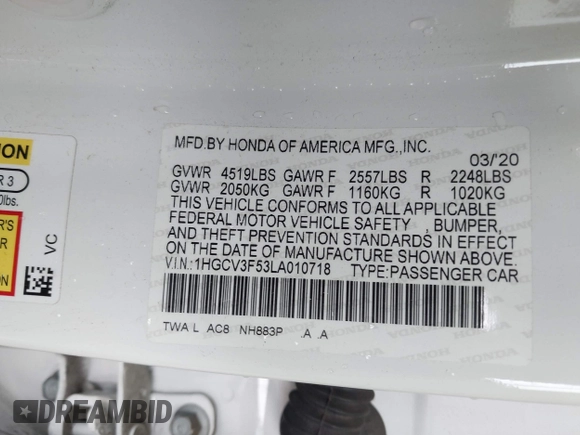 MFD.BY HONDA OF AMERICA MFG.,INC.
03/20
GVWR 4519LBS GAWR F 2557LBS R 2248LBS
GVWR 2050KG GAWR F 1160KG R 1020KG
THIS VEHICLE CONFORMS TO ALL APPLICABLE
FEDERAL MOTOR VEHICLE SAFETY , BUMPER,
AND THEFT PREVENTION STANDARDS IN EFFECT
ON THE DATE OF MANUFACTURE SHOWN ABOVE.
V.I.N.: 1HGCV3F53LA010718 TYPE:PASSENGER CAR
TWA L AC8 NH883P .A .A
VC
DREAMBID